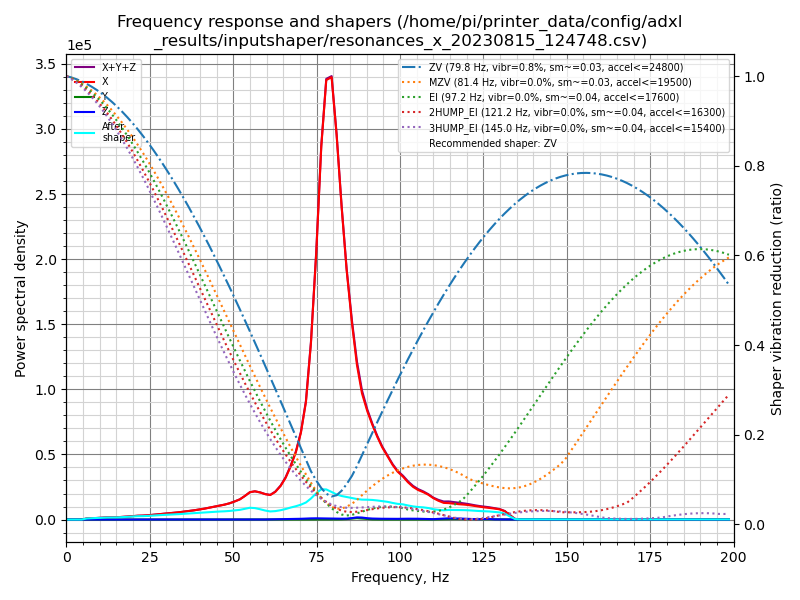 Frequency response and shapers (/home/pi/printer_data/config/adxl
_results/inputshaper/resonances_x_20230815_124748.csv)
1e5
X+Y+Z
X
Y
Z
After
shaper
ZV (79.8 Hz, vibr=0.8%, sm~=0.03, accel<=24800)
MZV (81.4 Hz, vibr=0.0%, sm~=0.03, accel<=19500)
EI (97.2 Hz, vibr=0.0%, sm~=0.04, accel<=17600)
2HUMP_EI (121.2 Hz, vibr=0.0%, sm~=0.04, accel<=16300)
3HUMP_EI (145.0 Hz, vibr=0.0%, sm~=0.04, accel<=15400)
Recommended shaper: ZV
Power spectral density
3.5
3.0
2.5
2.0
1.5
1.0
0.5
0.0
1.0
0.8
0.6
0.4
0.2
0.0
Shaper vibration reduction (ratio)
0 25 50 75 100 125 150 175 200
Frequency, Hz